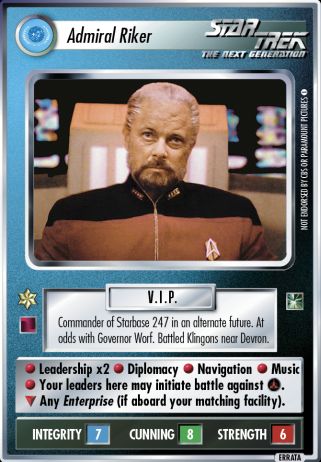 Admiral Riker
STAR TREK
THE NEXT GENERATION
NOT ENDORSED BY CBS OR PARAMOUNT PICTURES
V.I.P.
Commander of Starbase 247 in an alternate future. At
odds with Governor Worf. Battled Klingons near Devron.
Leadership x2 Diplomacy Navigation Music
Your leaders here may initiate battle against .
Any Enterprise (if aboard your matching facility).
INTEGRITY 7 CUNNING 8 STRENGTH 6
ERRATA